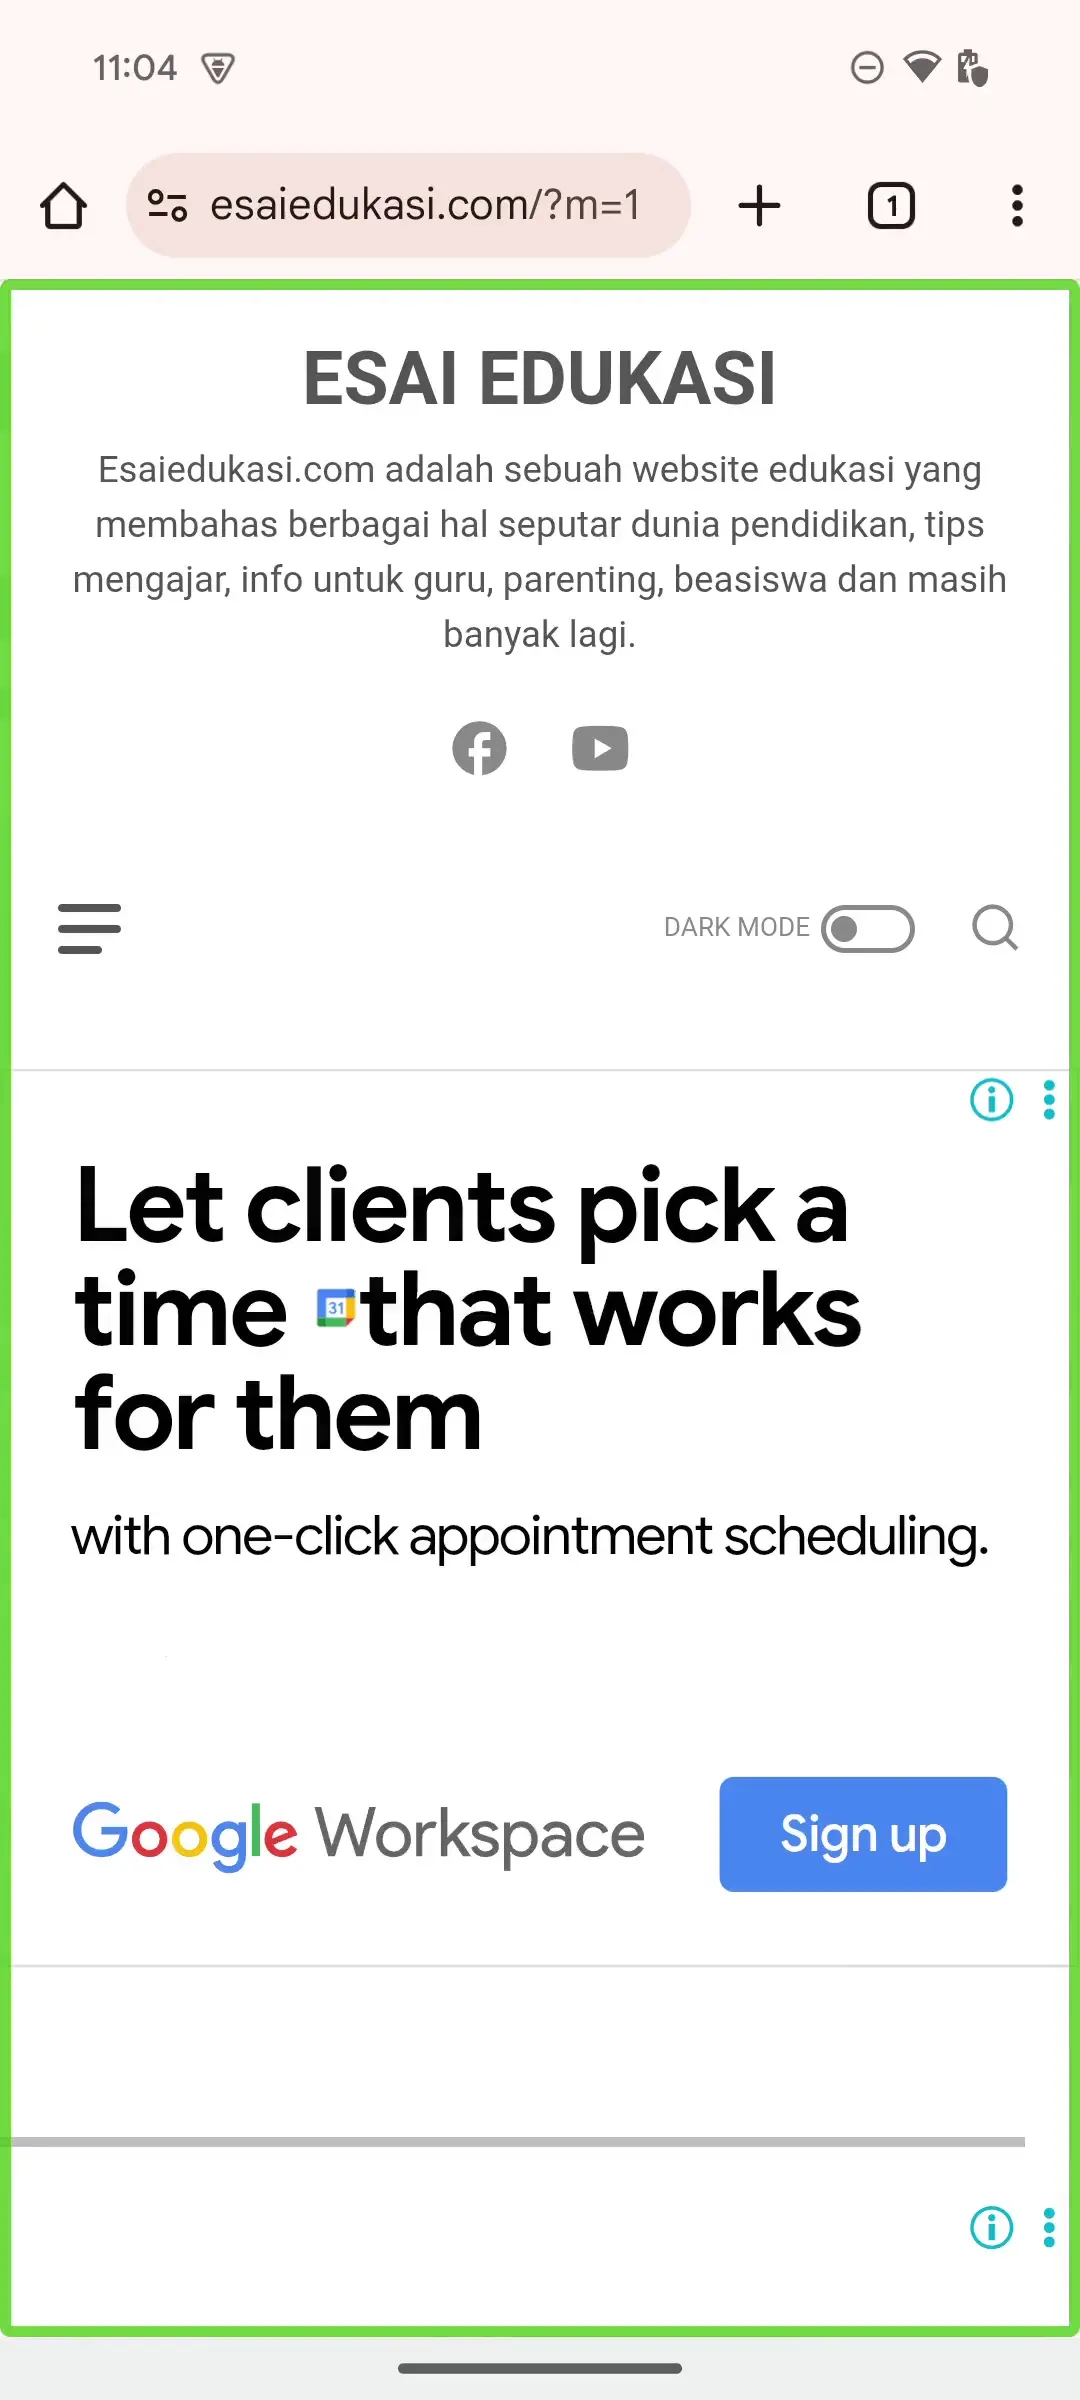 11:04
esaiedukasi.com/?m=1
1
ESAI EDUKASI
Esaiedukasi.com adalah sebuah website edukasi yang
membahas berbagai hal seputar dunia pendidikan, tips
mengajar, info untuk guru, parenting, beasiswa dan masih
banyak lagi.
DARK MODE
Let clients pick a
time 31 that works
for them
with one-click appointment scheduling.
Google Workspace
Sign up